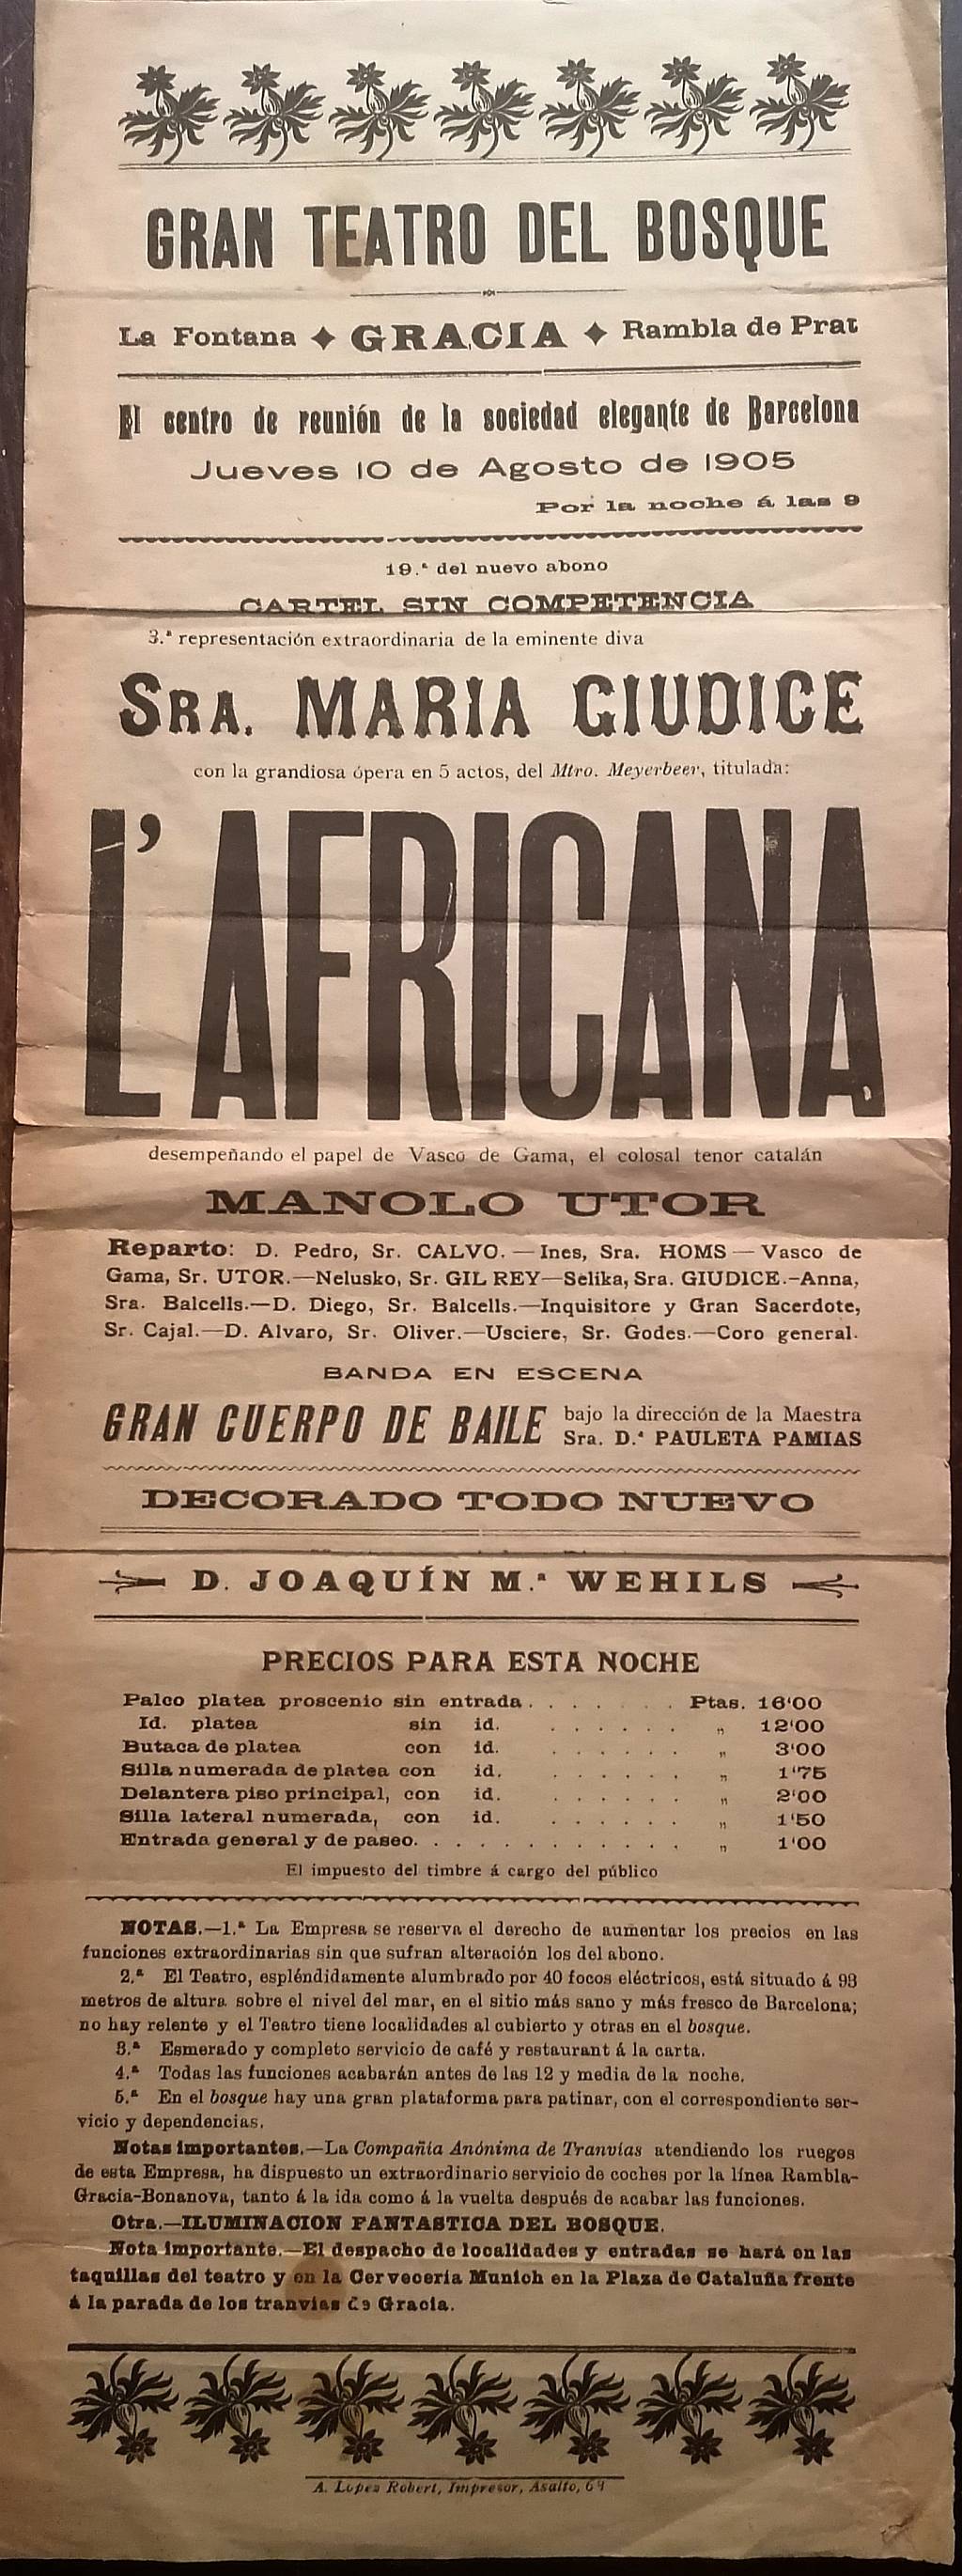 GRAN TEATRO DEL BOSQUE
La Fontana ✦ GRACIA ✦ Rambla de Prat
El centro de reunión de la sociedad elegante de Barcelona
Jueves 10 de Agosto de 1905
Por la noche á las 9
19.ª del nuevo abono
CARTEL SIN COMPETENCIA
3.ª representación extraordinaria de la eminente diva
SRA. MARIA GIUDICE
con la grandiosa ópera en 5 actos, del Mtro. Meyerbeer, titulada:
L'AFRICANA
desempeñando el papel de Vasco de Gama, el colosal tenor catalán
MANOLO UTOR
Reparto: D. Pedro, Sr. CALVO.—Ines, Sra. HOMS—Vasco de
Gama, Sr. UTOR.—Nelusko, Sr. GIL REY—Selika, Sra. GIUDICE.-Anna,
Sra. Balcells.—D. Diego, Sr. Balcells.—Inquisitore y Gran Sacerdote,
Sr. Cajal.—D. Alvaro, Sr. Oliver.—Usciere, Sr. Godes.—Coro general.
BANDA EN ESCENA
GRAN CUERPO DE BAILE bajo la dirección de la Maestra
Sra. D.ª PAULETA PAMIAS
DECORADO TODO NUEVO
D. JOAQUÍN M.ª WEHILS
PRECIOS PARA ESTA NOCHE
Palco platea proscenio sin entrada. . . . . . . Ptas. 16'00
Id. platea sin id. . . . . . . „ 12'00
Butaca de platea con id. . . . . . . „ 3'00
Silla numerada de platea con id. . . . . . . „ 1'75
Delantera piso principal, con id. . . . . . . „ 2'00
Silla lateral numerada, con id. . . . . . . „ 1'50
Entrada general y de paseo. . . . . . . . . . . . „ 1'00
El impuesto del timbre á cargo del público
NOTAS.—1.ª La Empresa se reserva el derecho de aumentar los precios en las
funciones extraordinarias sin que sufran alteración los del abono.
2.ª El Teatro, espléndidamente alumbrado por 40 focos eléctricos, está situado á 93
metros de altura sobre el nivel del mar, en el sitio más sano y más fresco de Barcelona;
no hay relente y el Teatro tiene localidades al cubierto y otras en el bosque.
3.ª Esmerado y completo servicio de café y restaurant á la carta.
4.ª Todas las funciones acabarán antes de las 12 y media de la noche.
5.ª En el bosque hay una gran plataforma para patinar, con el correspondiente ser-
vicio y dependencias.
Notas importantes.—La Compañía Anónima de Tranvías atendiendo los ruegos
de esta Empresa, ha dispuesto un extraordinario servicio de coches por la línea Rambla-
Gracia-Bonanova, tanto á la ida como á la vuelta después de acabar las funciones.
Otra.—ILUMINACION FANTASTICA DEL BOSQUE.
Nota importante.—El despacho de localidades y entradas se hará en las
taquillas del teatro y en la Cervecería Munich en la Plaza de Cataluña frente
á la parada de los tranvías de Gracia.
A. Lopez Robert, Impresor, Asalto, 63